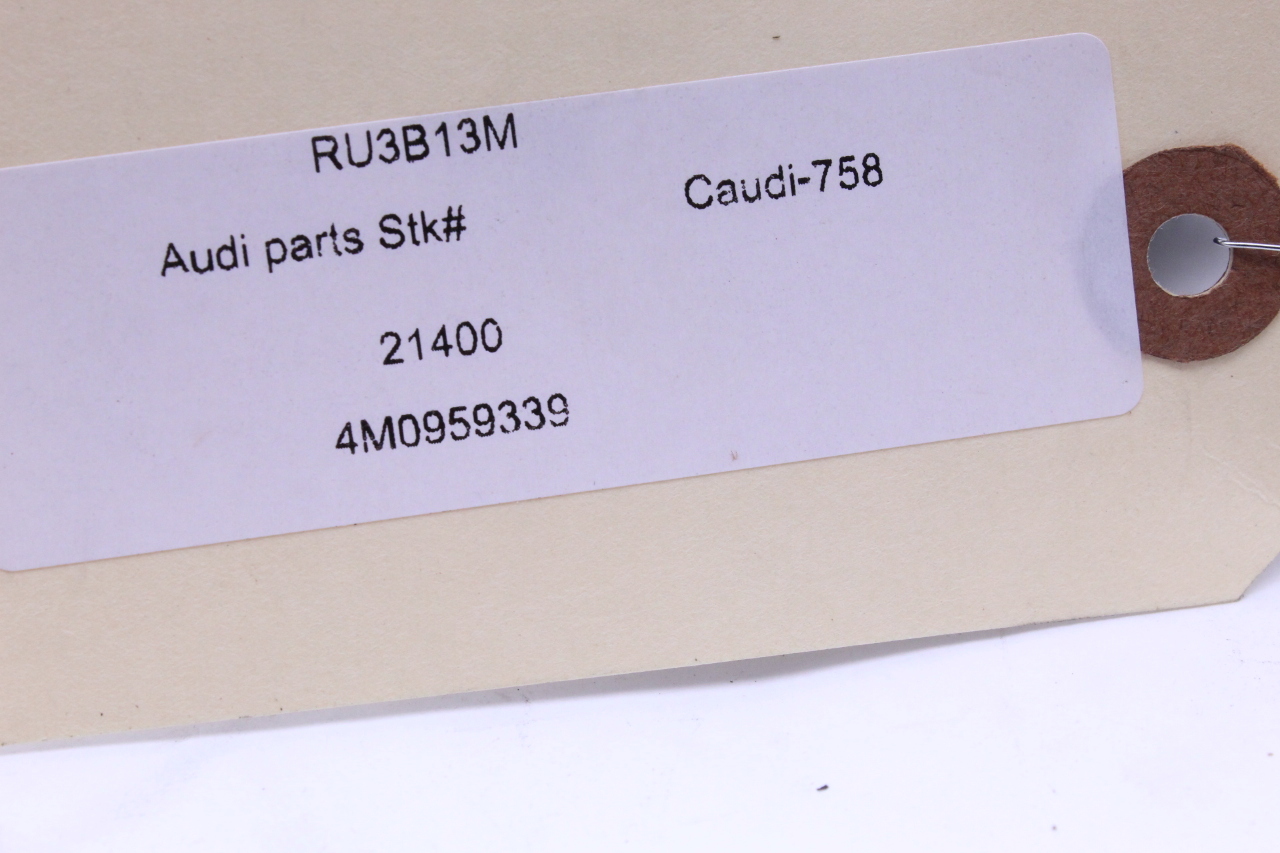 RU3B13M
Caudi-758
Audi parts Stk#
21400
4M0959339